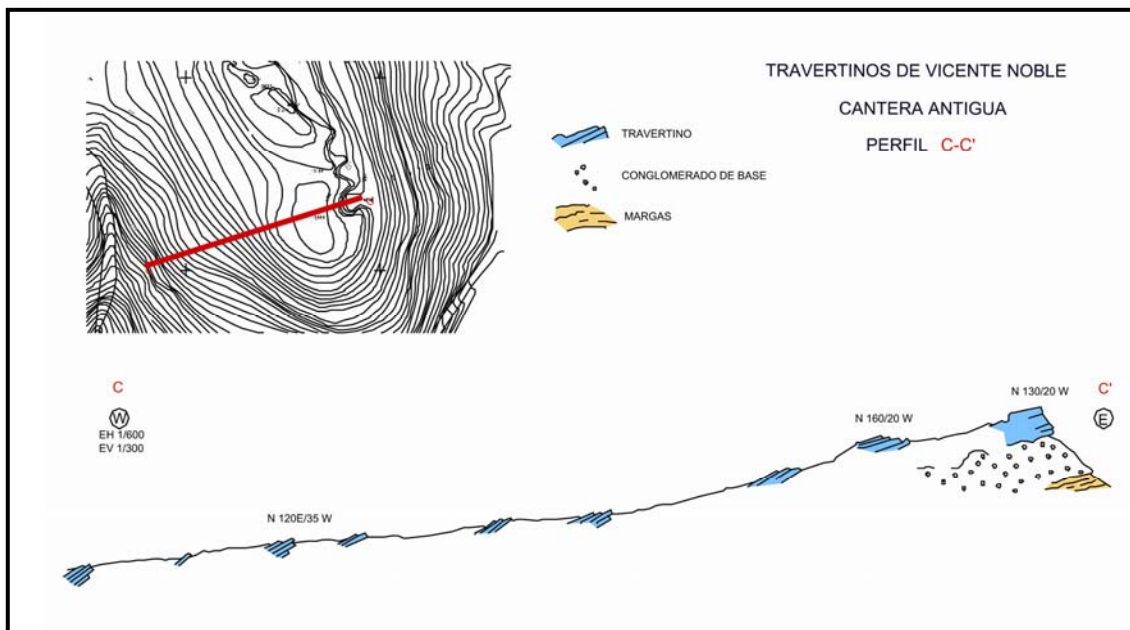 TRAVERTINOS DE VICENTE NOBLE
CANTERA ANTIGUA
PERFIL C-C'
TRAVERTINO
CONGLOMERADO DE BASE
MARGAS
C
W
EH 1/600
EV 1/300
N 120E/35 W
N 160/20 W
N 130/20 W
C'
E